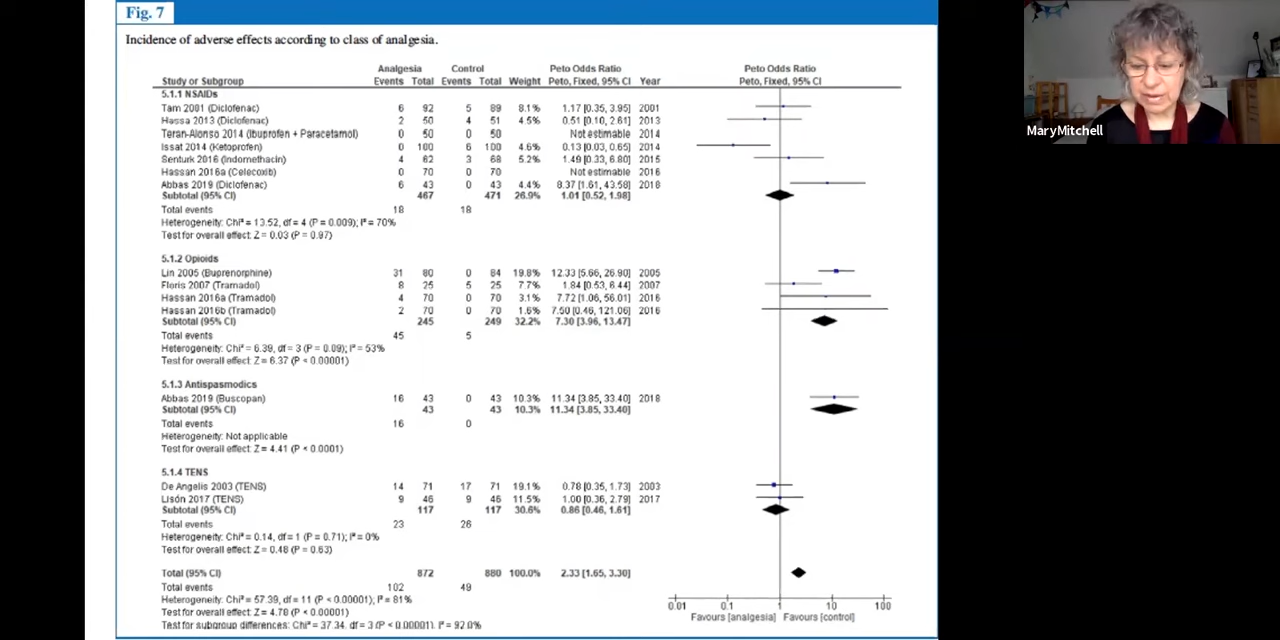 Fig. 7
Incidence of adverse effects according to class of analgesia.
Analgesia Control Peto Odds Ratio Peto Odds Ratio
Study or Subgroup Events Total Events Total Weight Peto, Fixed, 95% CI Year Peto, Fixed, 95% CI
5.1.1 NSAIDs
Tam 2001 (Diclofenac) 6 92 5 89 8.1% 1.17 [0.35, 3.95] 2001
Hassa 2013 (Diclofenac) 2 50 4 51 4.5% 0.51 [0.10, 2.61] 2013
Teran-Alonso 2014 (Ibuprofen + Paracetamol) 0 50 0 50 Not estimable 2014
Issat 2014 (Ketoprofen) 0 100 6 100 4.6% 0.13 [0.03, 0.65] 2014
Senturk 2016 (Indomethacin) 4 62 3 68 5.2% 1.49 [0.33, 6.80] 2015
Hassan 2016a (Celecoxib) 0 70 0 70 Not estimable 2016
Abbas 2019 (Diclofenac) 6 43 0 43 4.4% 8.37 [1.61, 43.58] 2018
Subtotal (95% CI) 467 471 26.9% 1.01 [0.52, 1.98]
Total events 18 18
Heterogeneity: Chi² = 13.52, df = 4 (P = 0.009); I² = 70%
Test for overall effect: Z = 0.03 (P = 0.97)
5.1.2 Opioids
Lin 2005 (Buprenorphine) 31 80 0 84 19.8% 12.33 [5.66, 26.90] 2005
Floris 2007 (Tramadol) 8 25 5 25 7.7% 1.84 [0.53, 6.44] 2007
Hassan 2016a (Tramadol) 4 70 0 70 3.1% 7.72 [1.06, 56.01] 2016
Hassan 2016b (Tramadol) 2 70 0 70 1.6% 7.50 [0.46, 121.06] 2016
Subtotal (95% CI) 245 249 32.2% 7.30 [3.96, 13.47]
Total events 45 5
Heterogeneity: Chi² = 6.39, df = 3 (P = 0.09); I² = 53%
Test for overall effect: Z = 6.37 (P < 0.00001)
5.1.3 Antispasmodics
Abbas 2019 (Buscopan) 16 43 0 43 10.3% 11.34 [3.85, 33.40] 2018
Subtotal (95% CI) 43 43 10.3% 11.34 [3.85, 33.40]
Total events 16 0
Heterogeneity: Not applicable
Test for overall effect: Z = 4.41 (P < 0.0001)
5.1.4 TENS
De Angelis 2003 (TENS) 14 71 17 71 19.1% 0.78 [0.35, 1.73] 2003
Lisón 2017 (TENS) 9 46 9 46 11.5% 1.00 [0.36, 2.79] 2017
Subtotal (95% CI) 117 117 30.6% 0.86 [0.46, 1.61]
Total events 23 26
Heterogeneity: Chi² = 0.14, df = 1 (P = 0.71); I² = 0%
Test for overall effect: Z = 0.48 (P = 0.63)
Total (95% CI) 872 880 100.0% 2.33 [1.65, 3.30]
Total events 102 49
Heterogeneity: Chi² = 57.39, df = 11 (P < 0.00001); I² = 81%
Test for overall effect: Z = 4.78 (P < 0.00001)
Test for subgroup differences: Chi² = 37.34, df = 3 (P < 0.00001), I² = 92.0%
0.01 0.1 1 10 100
Favours [analgesia] Favours [control]
MaryMitchell